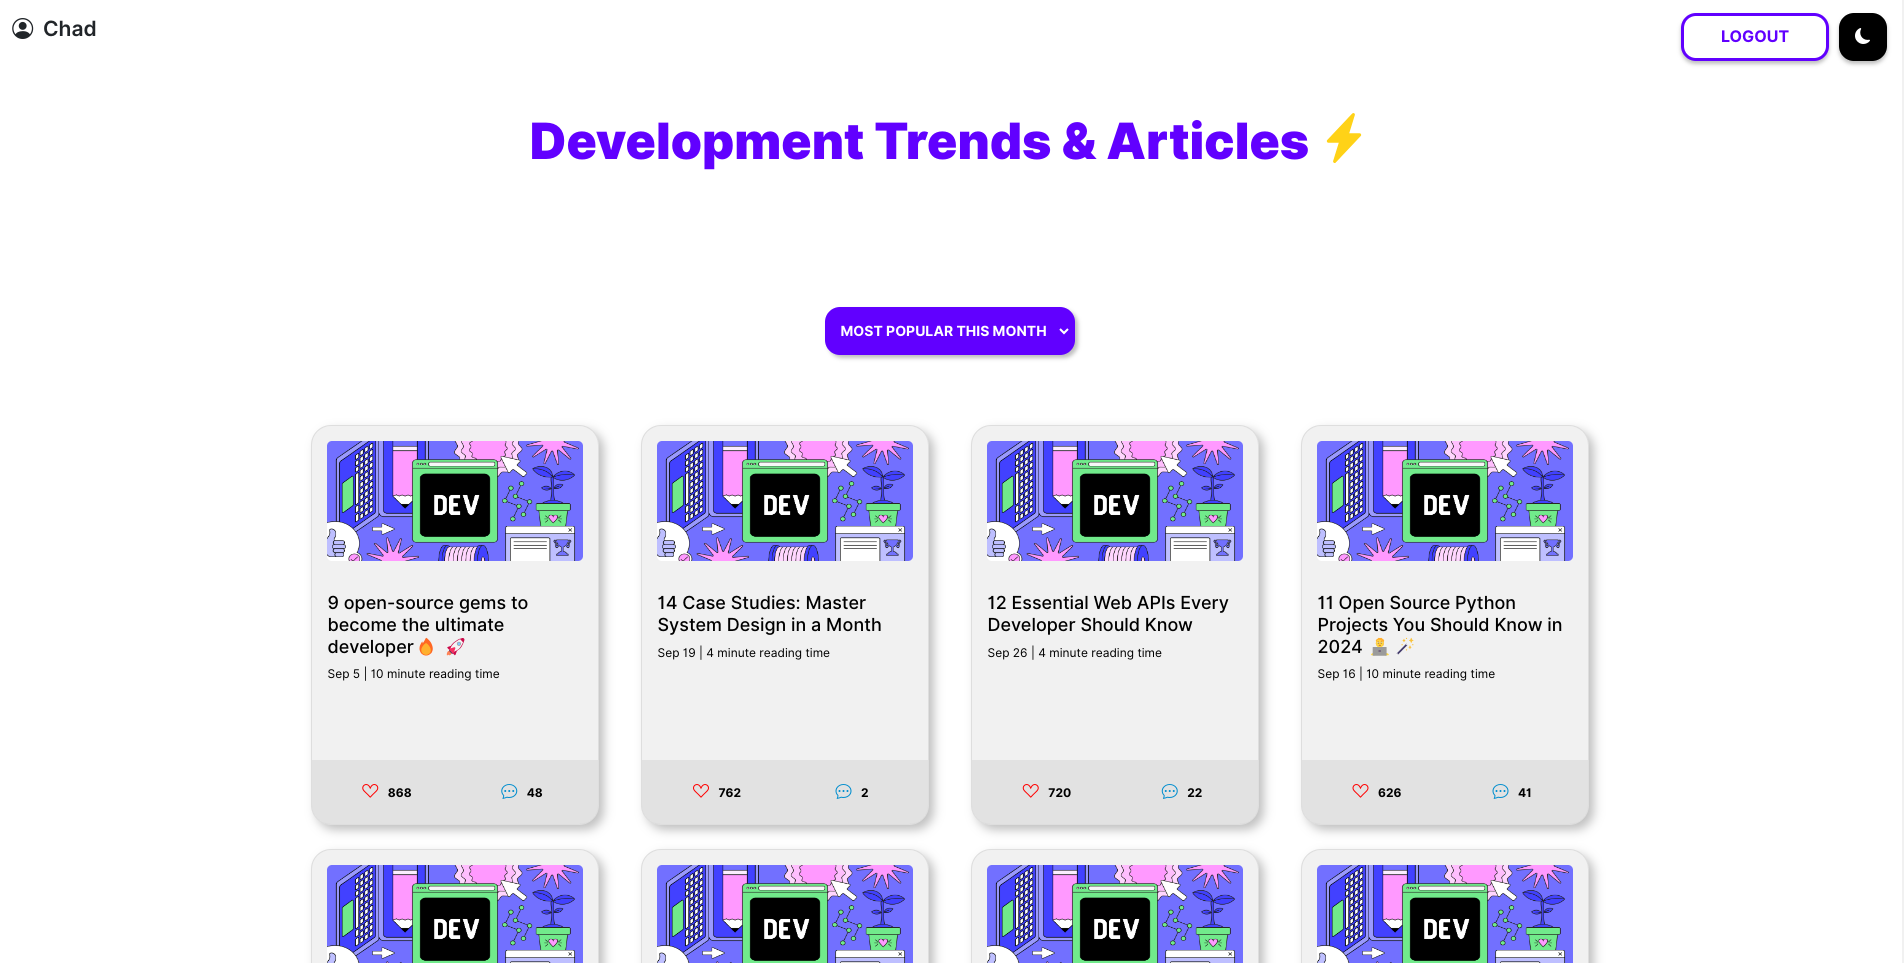 Chad
LOGOUT
Development Trends & Articles ⚡
MOST POPULAR THIS MONTH
DEV
DEV
DEV
DEV
9 open-source gems to
become the ultimate
developer🔥 🚀
Sep 5 | 10 minute reading time
868
48
14 Case Studies: Master
System Design in a Month
Sep 19 | 4 minute reading time
762
2
12 Essential Web APIs Every
Developer Should Know
Sep 26 | 4 minute reading time
720
22
11 Open Source Python
Projects You Should Know in
2024 🧑‍💻 🪄
Sep 16 | 10 minute reading time
626
41
DEV
DEV
DEV
DEV